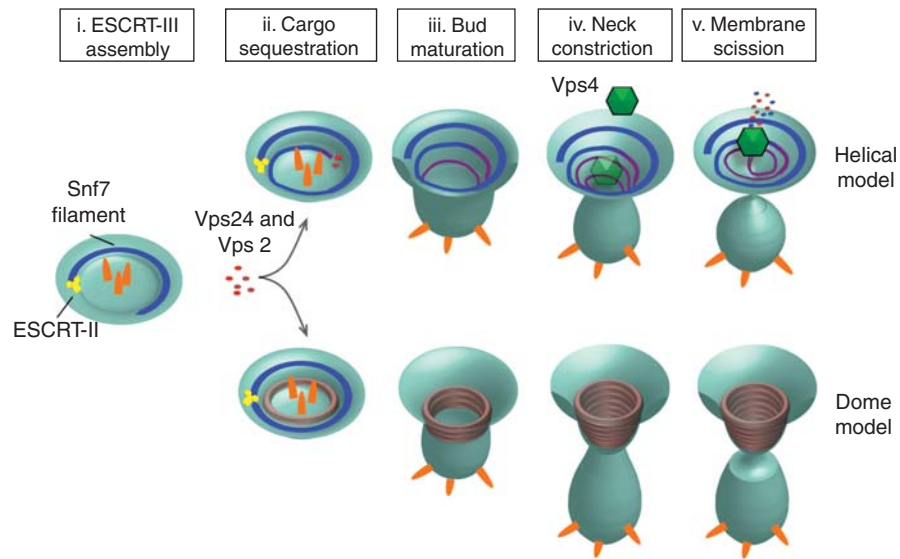 i. ESCRT-III
assembly
ii. Cargo
sequestration
iii. Bud
maturation
iv. Neck
constriction
v. Membrane
scission
Vps4
Helical
model
Snf7
filament
Vps24 and
Vps 2
ESCRT-II
Dome
model